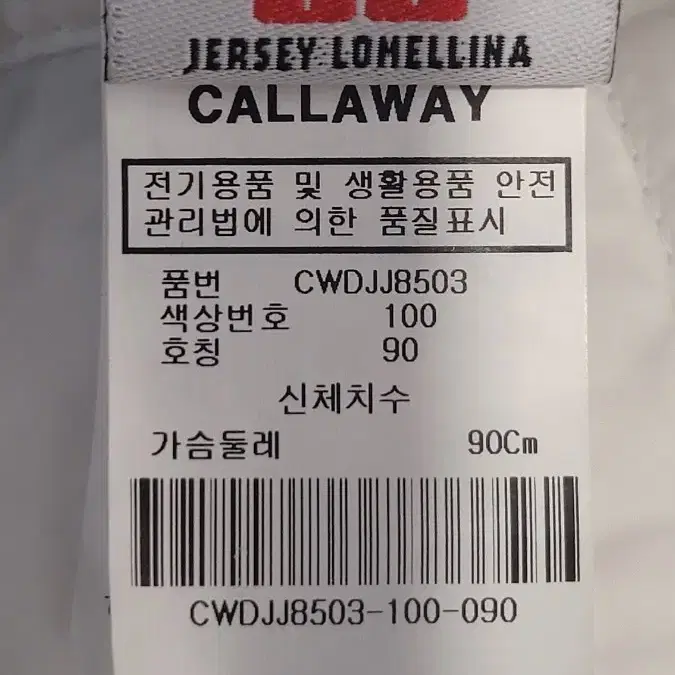 JERSEY LOMELLINA
CALLAWAY
전기용품 및 생활용품 안전
관리법에 의한 품질표시
품번 CWDJJ8503
색상번호 100
호칭 90
신체치수
가슴둘레 90Cm
CWDJJ8503-100-090